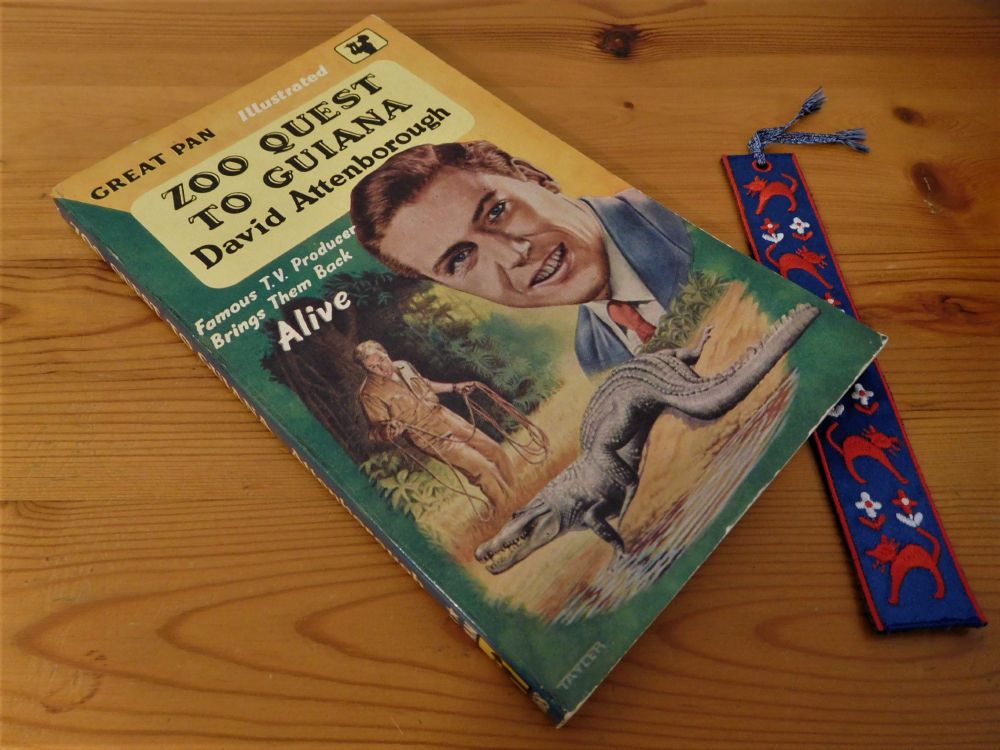 GREAT PAN Illustrated
ZOO QUEST
TO GUIANA
David Attenborough
Famous T.V. Producer
Brings Them Back
Alive
TAYLER